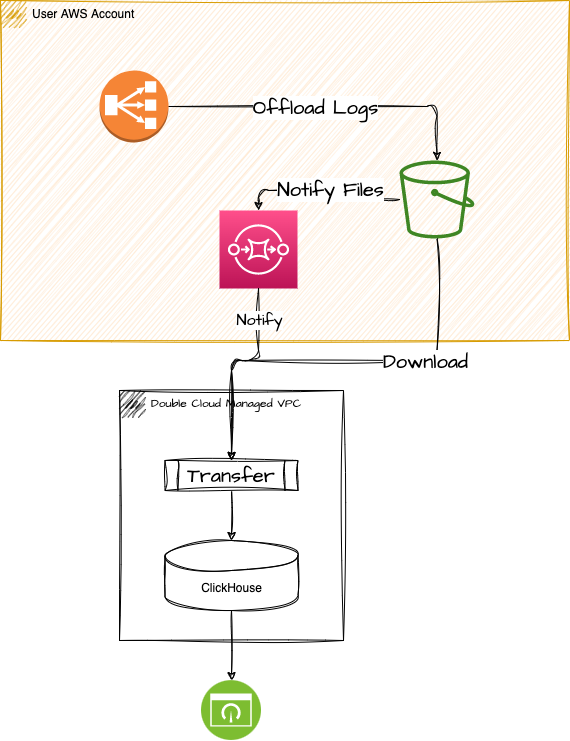 User AWS Account
Offload Logs
Notify Files
Notify
Download
Double Cloud Managed VPC
Transfer
ClickHouse